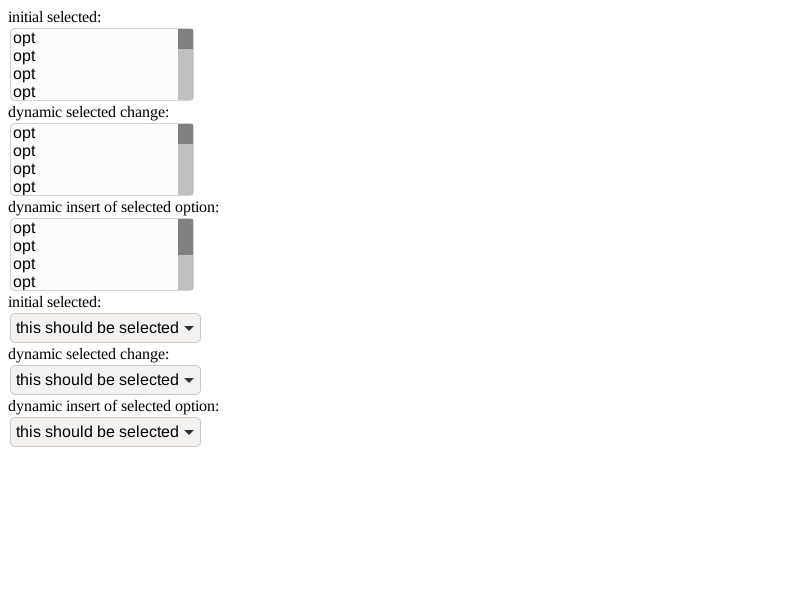 initial selected:
opt
opt
opt
opt
dynamic selected change:
opt
opt
opt
opt
dynamic insert of selected option:
opt
opt
opt
opt
initial selected:
this should be selected
dynamic selected change:
this should be selected
dynamic insert of selected option:
this should be selected